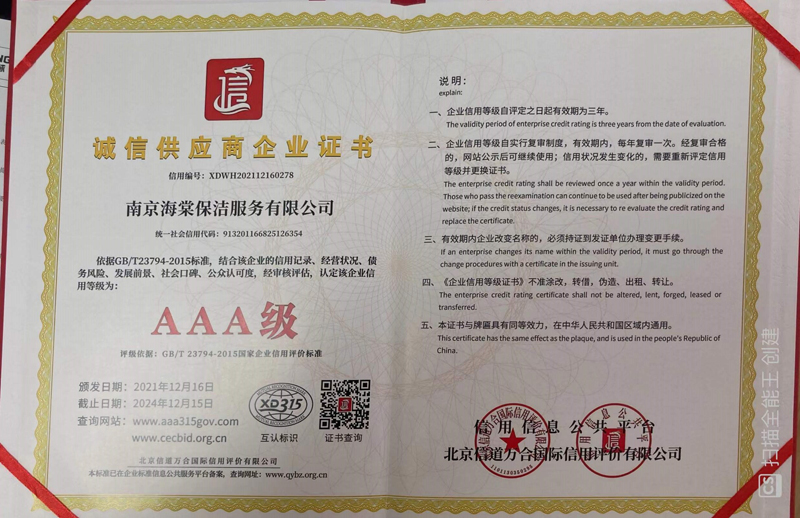 信
诚信供应商企业证书
信用编号：XDWH202112160278
南京海棠保洁服务有限公司
统一社会信用代码：913201166825126354
依据GB/T23794-2015标准，结合该企业的信用记录、经营状况、债
务风险、发展前景、社会口碑、公众认可度，经审核评估，认定该企业信
用等级为：
AAA级
评级依据：GB/T 23794-2015国家企业信用评价标准
颁发日期：2021年12月16日
截止日期：2024年12月15日
查询网站：www.aaa315gov.com
www.cecbid.org.cn
XD315
互认标识
证书查询
北京信道万合国际信用评价有限公司
本标准已在企业标准信息公共服务平台备案，查询网址：www.qybz.org.cn
说明：
explain:
一、企业信用等级自评定之日起有效期为三年。
The validity period of enterprise credit rating is three years from the date of evaluation.
二、企业信用等级自实行复审制度，有效期内，每年复审一次。经复审合格
的，网站公示后可继续使用；信用状况发生变化的，需要重新评定信用
等级并更换证书。
The enterprise credit rating shall be reviewed once a year within the validity period.
Those who pass the reexamination can continue to be used after being publicized on the
website; if the credit status changes, it is necessary to re evaluate the credit rating and
replace the certificate.
三、有效期内企业改变名称的，必须持证到发证单位办理变更手续。
If an enterprise changes its name within the validity period, it must go through the
change procedures with a certificate in the issuing unit.
四、《企业信用等级证书》不准涂改，转借，伪造、出租、转让。
The enterprise credit rating certificate shall not be altered, lent, forged, leased or
transferred.
五、本证书与牌匾具有同等效力，在中华人民共和国区域内通用。
This certificate has the same effect as the plaque, and is used in the people's Republic of
China.
信用信息公共平台
北京信道万合国际信用评价有限公司
CS 扫描全能王 创建